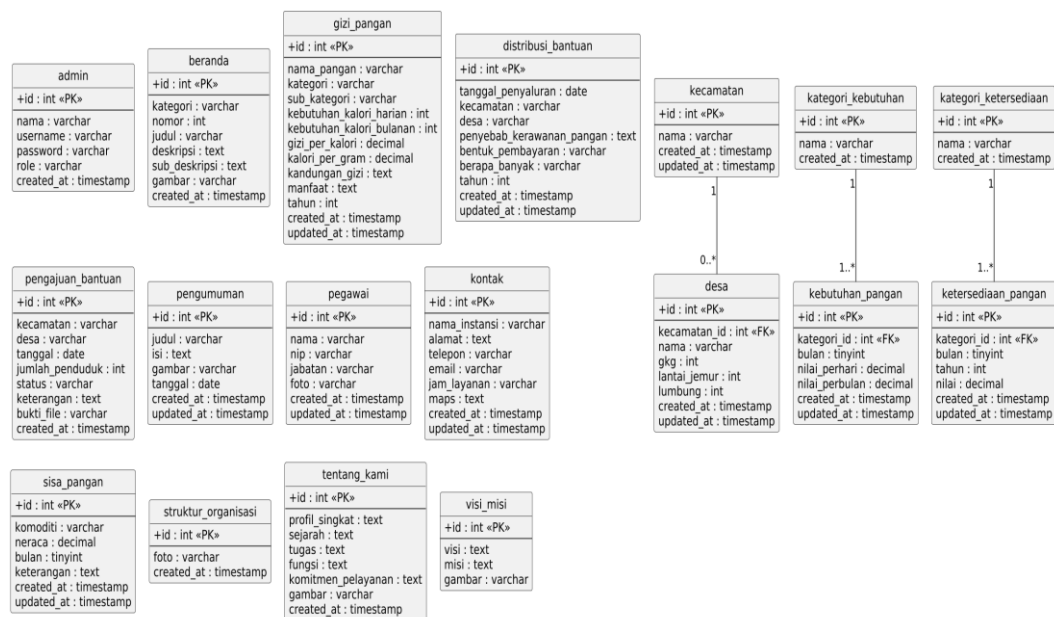 admin
+id : int «PK»
nama : varchar
username : varchar
password : varchar
role : varchar
created_at : timestamp
beranda
+id : int «PK»
kategori : varchar
nomor : int
judul : varchar
deskripsi : text
sub_deskripsi : text
gambar : varchar
created_at : timestamp
gizi_pangan
+id : int «PK»
nama_pangan : varchar
kategori : varchar
sub_kategori : varchar
kebutuhan_kalori_harian : int
kebutuhan_kalori_bulanan : int
gizi_per_kalori : decimal
kalori_per_gram : decimal
kandungan_gizi : text
manfaat : text
tahun : int
created_at : timestamp
updated_at : timestamp
distribusi_bantuan
+id : int «PK»
tanggal_penyaluran : date
kecamatan : varchar
desa : varchar
penyebab_kerawanan_pangan : text
bentuk_pembayaran : varchar
berapa_banyak : varchar
tahun : int
created_at : timestamp
updated_at : timestamp
kecamatan
+id : int «PK»
nama : varchar
created_at : timestamp
updated_at : timestamp
1
0..*
kategori_kebutuhan
+id : int «PK»
nama : varchar
created_at : timestamp
1
1..*
kategori_ketersediaan
+id : int «PK»
nama : varchar
created_at : timestamp
1
1..*
pengajuan_bantuan
+id : int «PK»
kecamatan : varchar
desa : varchar
tanggal : date
jumlah_penduduk : int
status : varchar
keterangan : text
bukti_file : varchar
created_at : timestamp
pengumuman
+id : int «PK»
judul : varchar
isi : text
gambar : varchar
tanggal : date
created_at : timestamp
updated_at : timestamp
pegawai
+id : int «PK»
nama : varchar
nip : varchar
jabatan : varchar
foto : varchar
created_at : timestamp
updated_at : timestamp
kontak
+id : int «PK»
nama_instansi : varchar
alamat : text
telepon : varchar
email : varchar
jam_layanan : varchar
maps : text
created_at : timestamp
updated_at : timestamp
desa
+id : int «PK»
kecamatan_id : int «FK»
nama : varchar
gkg : int
lantai_jemur : int
lumbung : int
created_at : timestamp
updated_at : timestamp
kebutuhan_pangan
+id : int «PK»
kategori_id : int «FK»
bulan : tinyint
nilai_perhari : decimal
nilai_perbulan : decimal
created_at : timestamp
updated_at : timestamp
ketersediaan_pangan
+id : int «PK»
kategori_id : int «FK»
bulan : tinyint
tahun : int
nilai : decimal
created_at : timestamp
updated_at : timestamp
sisa_pangan
+id : int «PK»
komoditi : varchar
neraca : decimal
bulan : tinyint
keterangan : text
created_at : timestamp
updated_at : timestamp
struktur_organisasi
+id : int «PK»
foto : varchar
created_at : timestamp
tentang_kami
+id : int «PK»
profil_singkat : text
sejarah : text
tugas : text
fungsi : text
komitmen_pelayanan : text
gambar : varchar
created_at : timestamp
visi_misi
+id : int «PK»
visi : text
misi : text
gambar : varchar